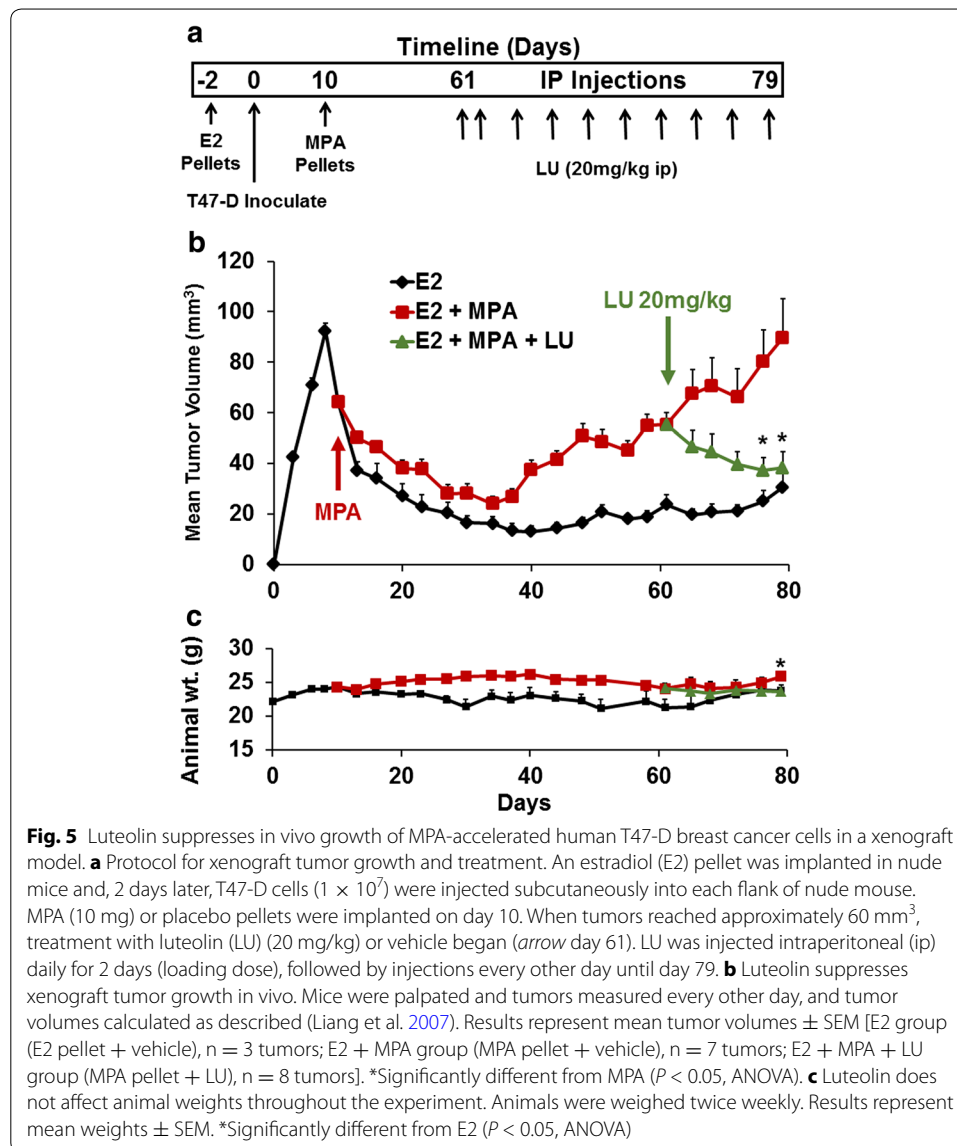 a
Timeline (Days)
-2 0 10 61 IP Injections 79
E2 Pellets
MPA Pellets
LU (20mg/kg ip)
T47-D Inoculate
b
Mean Tumor Volume (mm³)
120
100
80
60
40
20
0
E2
E2 + MPA
E2 + MPA + LU
LU 20mg/kg
* *
MPA
0 20 40 60 80
c
Animal wt. (g)
30
25
20
15
*
0 20 40 60 80
Days
Fig. 5 Luteolin suppresses in vivo growth of MPA-accelerated human T47-D breast cancer cells in a xenograft
model. a Protocol for xenograft tumor growth and treatment. An estradiol (E2) pellet was implanted in nude
mice and, 2 days later, T47-D cells (1 × 10⁷) were injected subcutaneously into each flank of nude mouse.
MPA (10 mg) or placebo pellets were implanted on day 10. When tumors reached approximately 60 mm³,
treatment with luteolin (LU) (20 mg/kg) or vehicle began (arrow day 61). LU was injected intraperitoneal (ip)
daily for 2 days (loading dose), followed by injections every other day until day 79. b Luteolin suppresses
xenograft tumor growth in vivo. Mice were palpated and tumors measured every other day, and tumor
volumes calculated as described (Liang et al. 2007). Results represent mean tumor volumes ± SEM [E2 group
(E2 pellet + vehicle), n = 3 tumors; E2 + MPA group (MPA pellet + vehicle), n = 7 tumors; E2 + MPA + LU
group (MPA pellet + LU), n = 8 tumors]. *Significantly different from MPA (P < 0.05, ANOVA). c Luteolin does
not affect animal weights throughout the experiment. Animals were weighed twice weekly. Results represent
mean weights ± SEM. *Significantly different from E2 (P < 0.05, ANOVA)